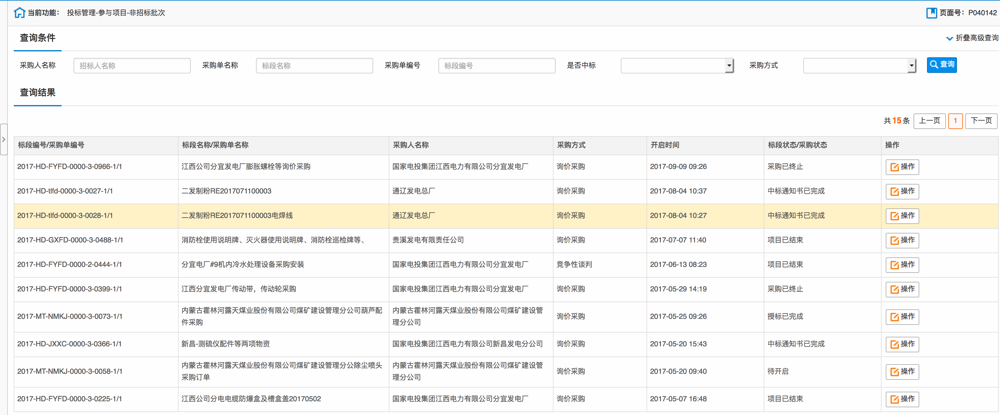 当前功能： 投标管理-参与项目-非招标批次 页面号：P040142
查询条件 折叠高级查询
采购人名称 招标人名称 采购单名称 标段名称 采购单编号 标段编号 是否中标 采购方式 查询
查询结果
共15条 上一页 1 下一页
标段编号/采购单编号 标段名称/采购单名称 采购人名称 采购方式 开启时间 标段状态/采购状态 操作
2017-HD-FYFD-0000-3-0966-1/1 江西公司分宜发电厂膨胀螺栓等询价采购 国家电投集团江西电力有限公司分宜发电厂 询价采购 2017-09-09 09:26 采购已终止 操作
2017-HD-tlfd-0000-3-0027-1/1 二发制粉RE2017071100003 通辽发电总厂 询价采购 2017-08-04 10:37 中标通知书已完成 操作
2017-HD-tlfd-0000-3-0028-1/1 二发制粉RE2017071100003电焊线 通辽发电总厂 询价采购 2017-08-04 10:27 中标通知书已完成 操作
2017-HD-GXFD-0000-3-0488-1/1 消防栓使用说明牌、灭火器使用说明牌、消防栓巡检牌等、 贵溪发电有限责任公司 询价采购 2017-07-07 11:40 项目已结束 操作
2017-HD-FYFD-0000-2-0444-1/1 分宜电厂#9机内冷水处理设备采购安装 国家电投集团江西电力有限公司分宜发电厂 竞争性谈判 2017-06-13 08:23 项目已结束 操作
2017-HD-FYFD-0000-3-0399-1/1 江西分宜发电厂传动带，传动轮采购 国家电投集团江西电力有限公司分宜发电厂 询价采购 2017-05-29 14:19 采购已终止 操作
内蒙古霍林河露天煤业股份有限公司煤矿建设管理分公司葫芦配 内蒙古霍林河露天煤业股份有限公司煤矿建设管
2017-MT-NMKJ-0000-3-0073-1/1 询价采购 2017-05-25 09:26 授标已完成 操作
件采购 理分公司
2017-HD-JXXC-0000-3-0366-1/1 新昌-测硫仪配件等两项物资 国家电投集团江西电力有限公司新昌发电分公司 询价采购 2017-05-20 15:43 中标通知书已完成 操作
内蒙古霍林河露天煤业股份有限公司煤矿建设管理分公除尘喷头 内蒙古霍林河露天煤业股份有限公司煤矿建设管
2017-MT-NMKJ-0000-3-0058-1/1 询价采购 2017-05-20 09:40 待开启 操作
采购订单 理分公司
2017-HD-FYFD-0000-3-0225-1/1 江西公司分电电缆防爆盒及槽盒盖20170502 国家电投集团江西电力有限公司分宜发电厂 询价采购 2017-05-07 16:48 项目已结束 操作